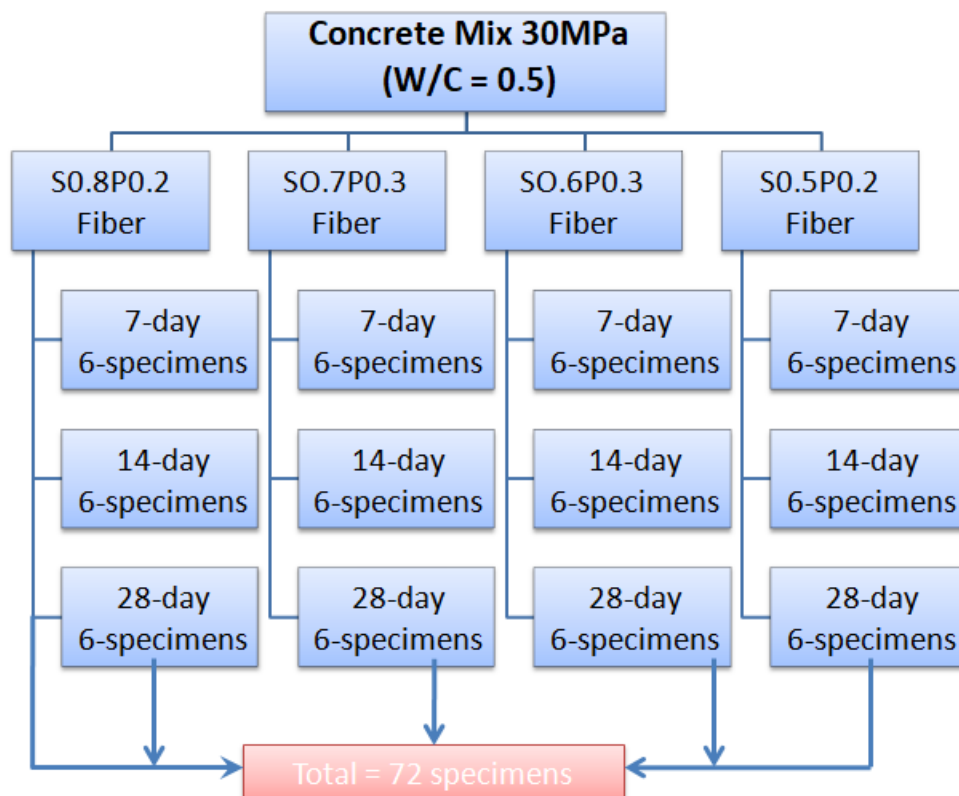 Concrete Mix 30MPa
(W/C = 0.5)
S0.8P0.2
Fiber
SO.7P0.3
Fiber
SO.6P0.3
Fiber
S0.5P0.2
Fiber
7-day
6-specimens
7-day
6-specimens
7-day
6-specimens
7-day
6-specimens
14-day
6-specimens
14-day
6-specimens
14-day
6-specimens
14-day
6-specimens
28-day
6-specimens
28-day
6-specimens
28-day
6-specimens
28-day
6-specimens
Total = 72 specimens